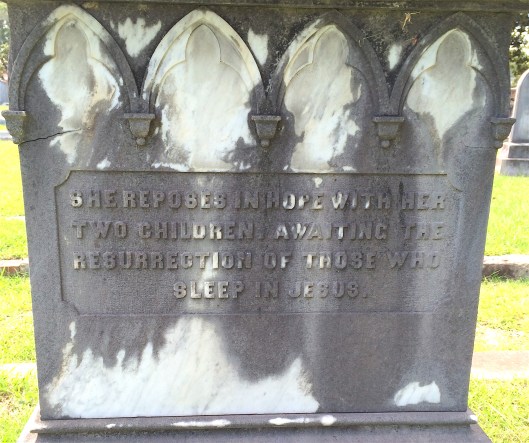 SHE REPOSES IN HOPE WITH HER
TWO CHILDREN, AWAITING THE
RESURRECTION OF THOSE WHO
SLEEP IN JESUS.